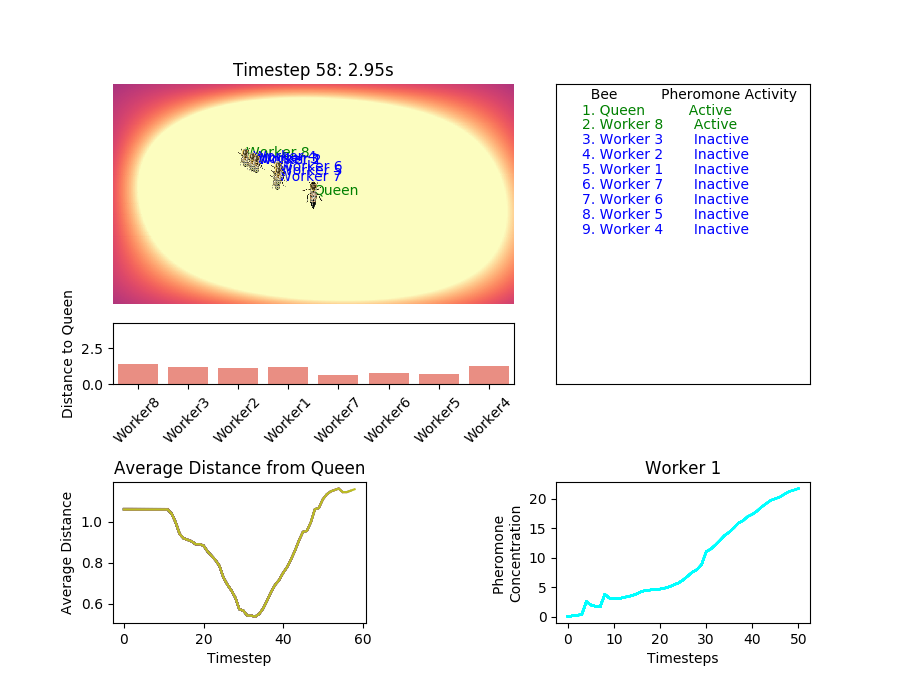 Timestep 58: 2.95s
Worker 8
Worker 6
Worker 7
Queen
Bee Pheromone Activity
1. Queen Active
2. Worker 8 Active
3. Worker 3 Inactive
4. Worker 2 Inactive
5. Worker 1 Inactive
6. Worker 7 Inactive
7. Worker 6 Inactive
8. Worker 5 Inactive
9. Worker 4 Inactive
Distance to Queen
2.5
0.0
Worker8
Worker3
Worker2
Worker1
Worker7
Worker6
Worker5
Worker4
Average Distance from Queen
Average Distance
1.0
0.8
0.6
0
20
40
60
Timestep
Worker 1
Pheromone
Concentration
20
15
10
5
0
0
10
20
30
40
50
Timesteps